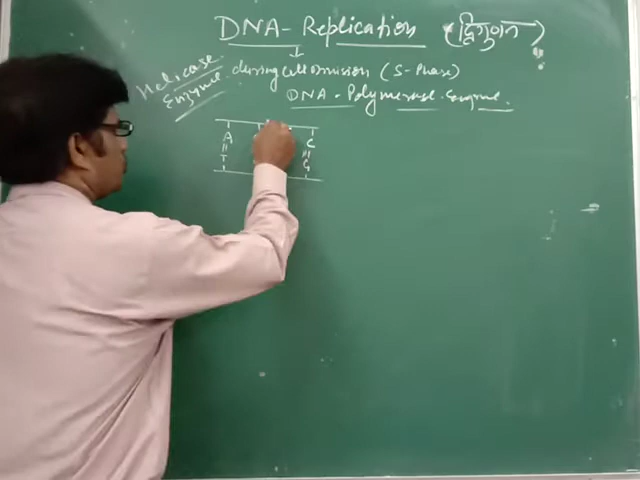 DNA - Replication (द्विगुणन)
Helicase Enzyme
during cell division (S-Phase)
DNA - Polymerase Enzyme.
A C
T G